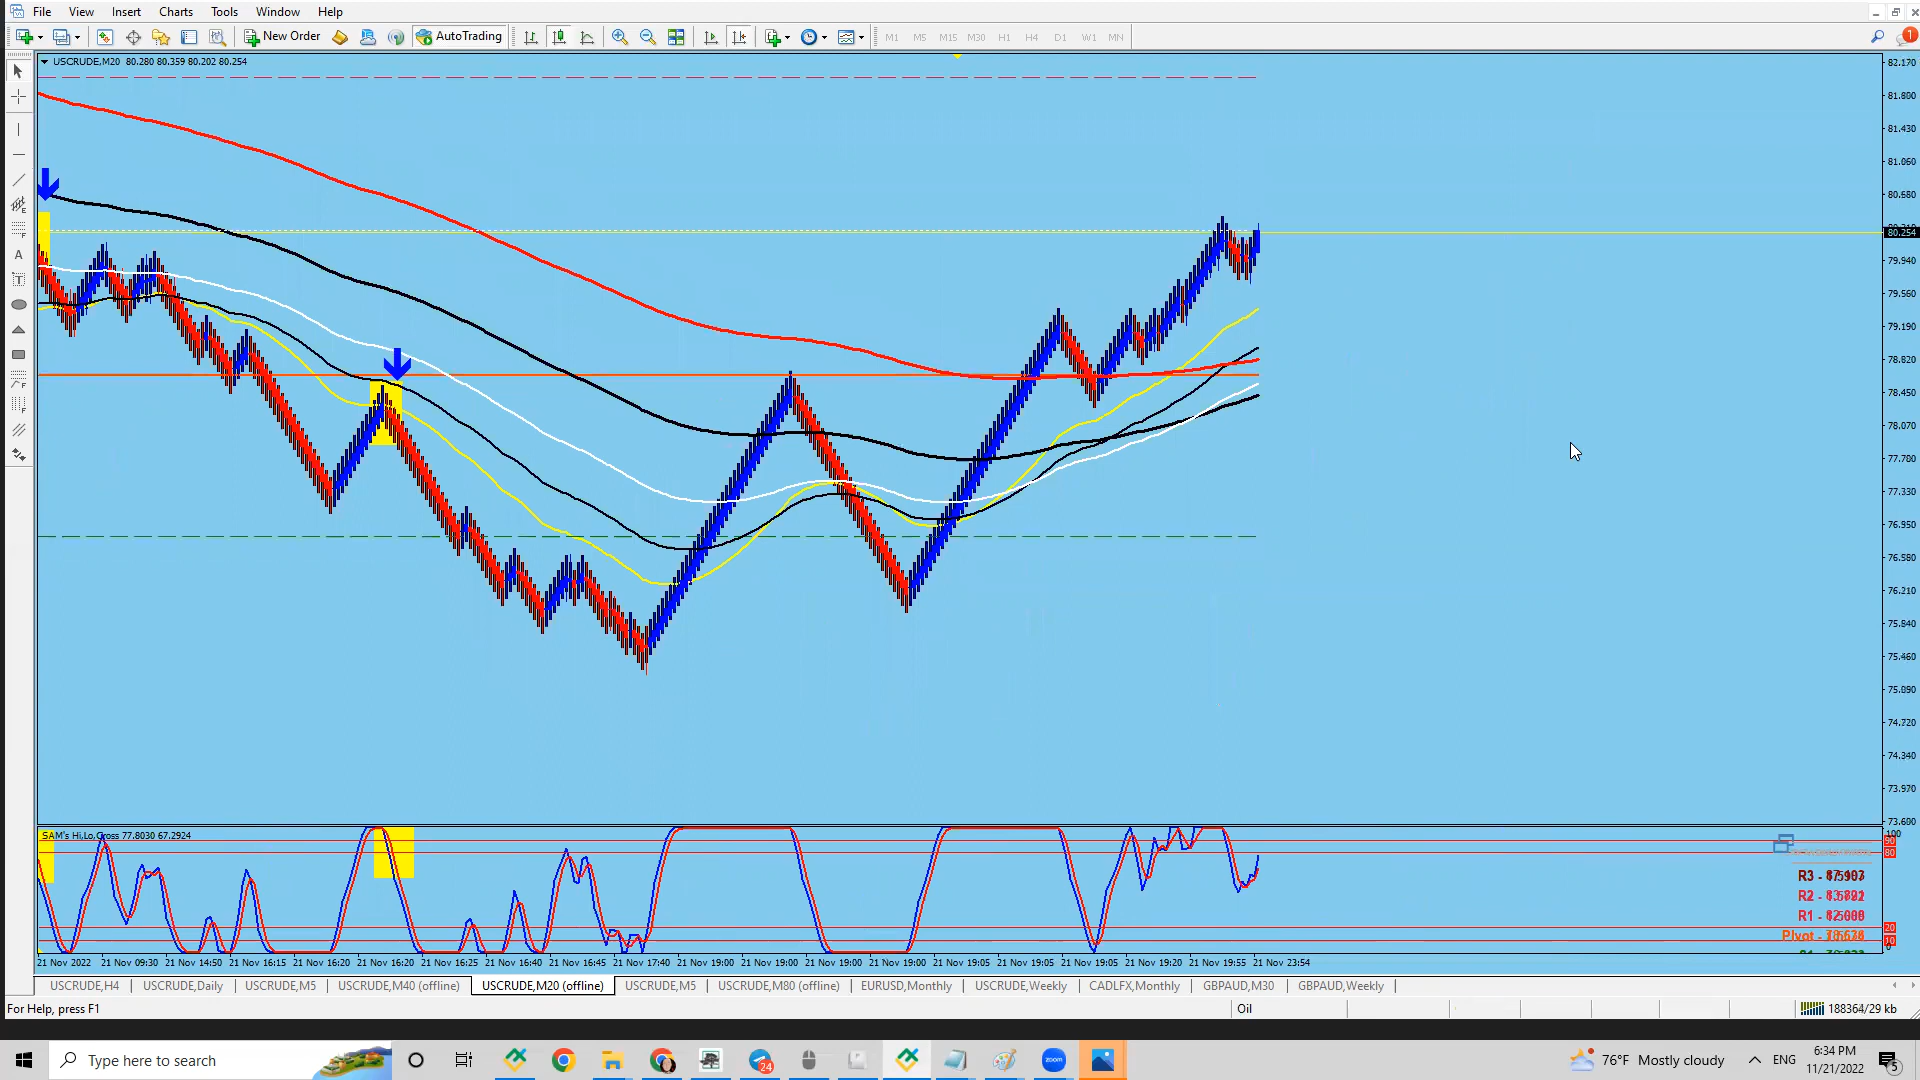 File View Insert Charts Tools Window Help
New Order AutoTrading M1 M5 M15 M30 H1 H4 D1 W1 MN 1
USCRUDE,M20 80.280 80.359 80.202 80.254
82.170
81.800
81.430
81.050
80.680
80.254
79.940
79.560
79.190
78.820
78.450
78.070
77.700
77.330
76.950
76.580
76.210
75.840
75.460
75.090
74.720
74.340
73.970
73.600
SAM's Hi,Lo,Cross 77.8030 67.2924
100
90
80
20
10
0
R3 -
R2 -
R1 -
Pivot -
21 Nov 2022 21 Nov 09:30 21 Nov 14:50 21 Nov 16:15 21 Nov 16:20 21 Nov 16:20 21 Nov 16:25 21 Nov 16:40 21 Nov 16:45 21 Nov 17:40 21 Nov 19:00 21 Nov 19:00 21 Nov 19:00 21 Nov 19:00 21 Nov 19:05 21 Nov 19:05 21 Nov 19:05 21 Nov 19:20 21 Nov 19:55 21 Nov 23:54
USCRUDE,H4 USCRUDE,Daily USCRUDE,M5 USCRUDE,M40 (offline) USCRUDE,M20 (offline) USCRUDE,M5 USCRUDE,M80 (offline) EURUSD,Monthly USCRUDE,Weekly CADLFX,Monthly GBPAUD,M30 GBPAUD,Weekly
For Help, press F1 Oil 188364/29 kb
Type here to search 24 zoom 76°F Mostly cloudy ENG 6:34 PM 5
11/21/2022